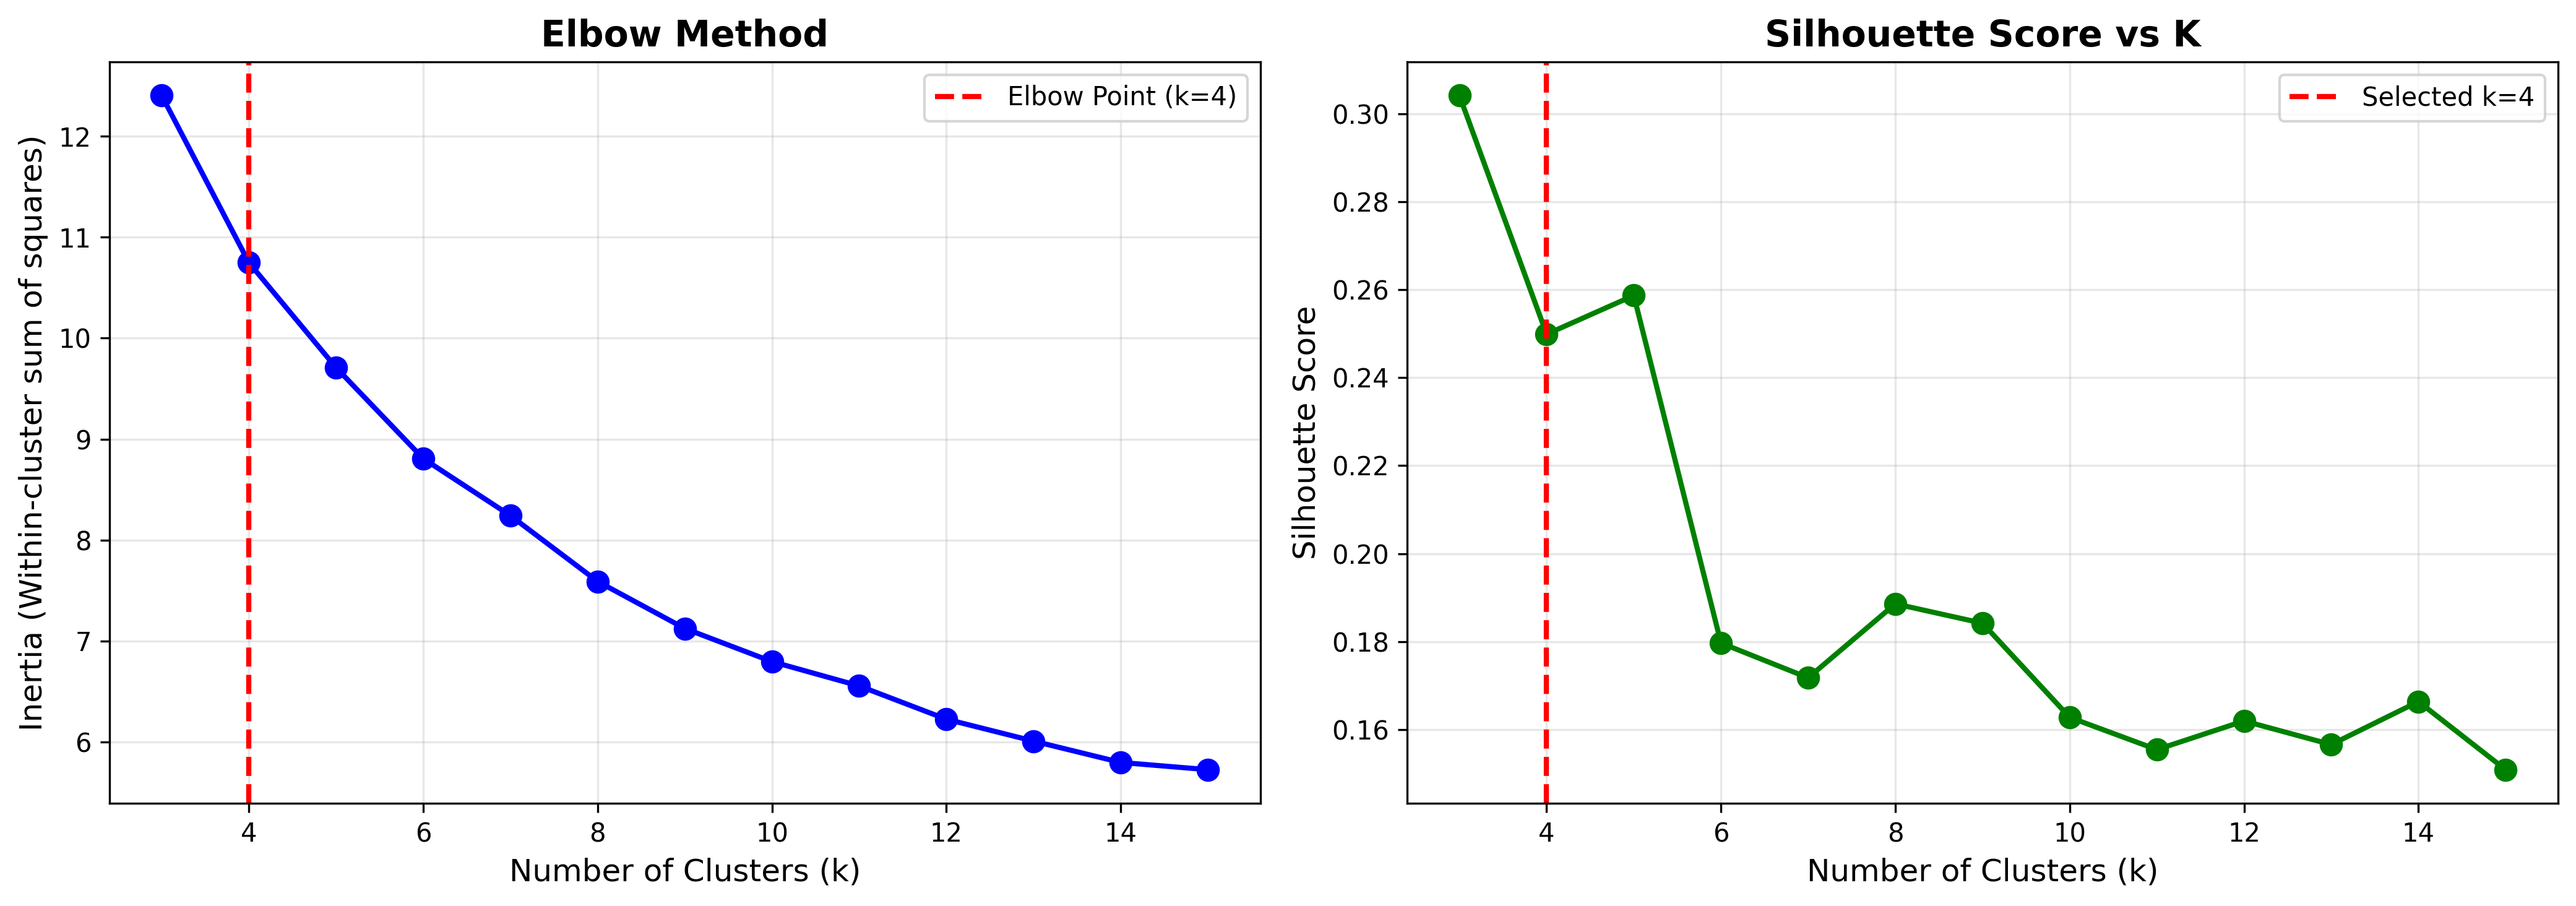 Elbow Method
Elbow Point (k=4)
Inertia (Within-cluster sum of squares)
12
11
10
9
8
7
6
4 6 8 10 12 14
Number of Clusters (k)
Silhouette Score vs K
Selected k=4
Silhouette Score
0.30
0.28
0.26
0.24
0.22
0.20
0.18
0.16
4 6 8 10 12 14
Number of Clusters (k)